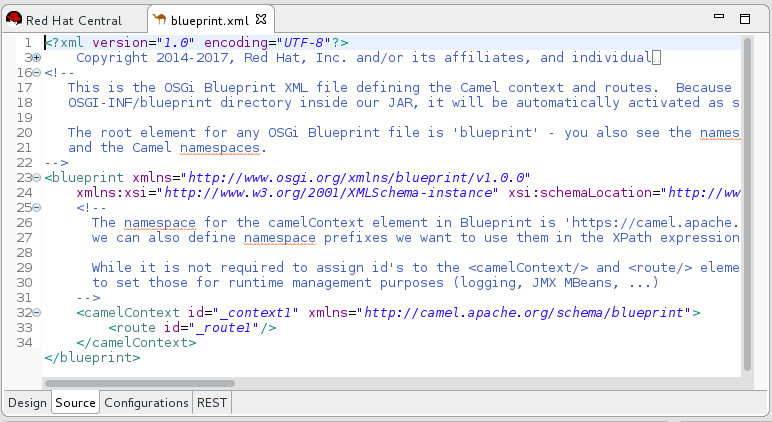 Red Hat Central
blueprint.xml
1 <?xml version="1.0" encoding="UTF-8"?>
3 Copyright 2014-2017, Red Hat, Inc. and/or its affiliates, and individual..
16 <!--
17 This is the OSGi Blueprint XML file defining the Camel context and routes.  Because
18 OSGI-INF/blueprint directory inside our JAR, it will be automatically activated as s
19
20 The root element for any OSGi Blueprint file is 'blueprint' - you also see the names
21 and the Camel namespaces.
22 -->
23 <blueprint xmlns="http://www.osgi.org/xmlns/blueprint/v1.0.0"
24 xmlns:xsi="http://www.w3.org/2001/XMLSchema-instance" xsi:schemaLocation="http://ww
25 <!--
26 The namespace for the camelContext element in Blueprint is 'https://camel.apache.
27 we can also define namespace prefixes we want to use them in the XPath expression
28
29 While it is not required to assign id's to the <camelContext/> and <route/> eleme
30 to set those for runtime management purposes (logging, JMX MBeans, ...)
31 -->
32 <camelContext id="_context1" xmlns="http://camel.apache.org/schema/blueprint">
33 <route id="_route1"/>
34 </camelContext>
</blueprint>
Design Source Configurations REST